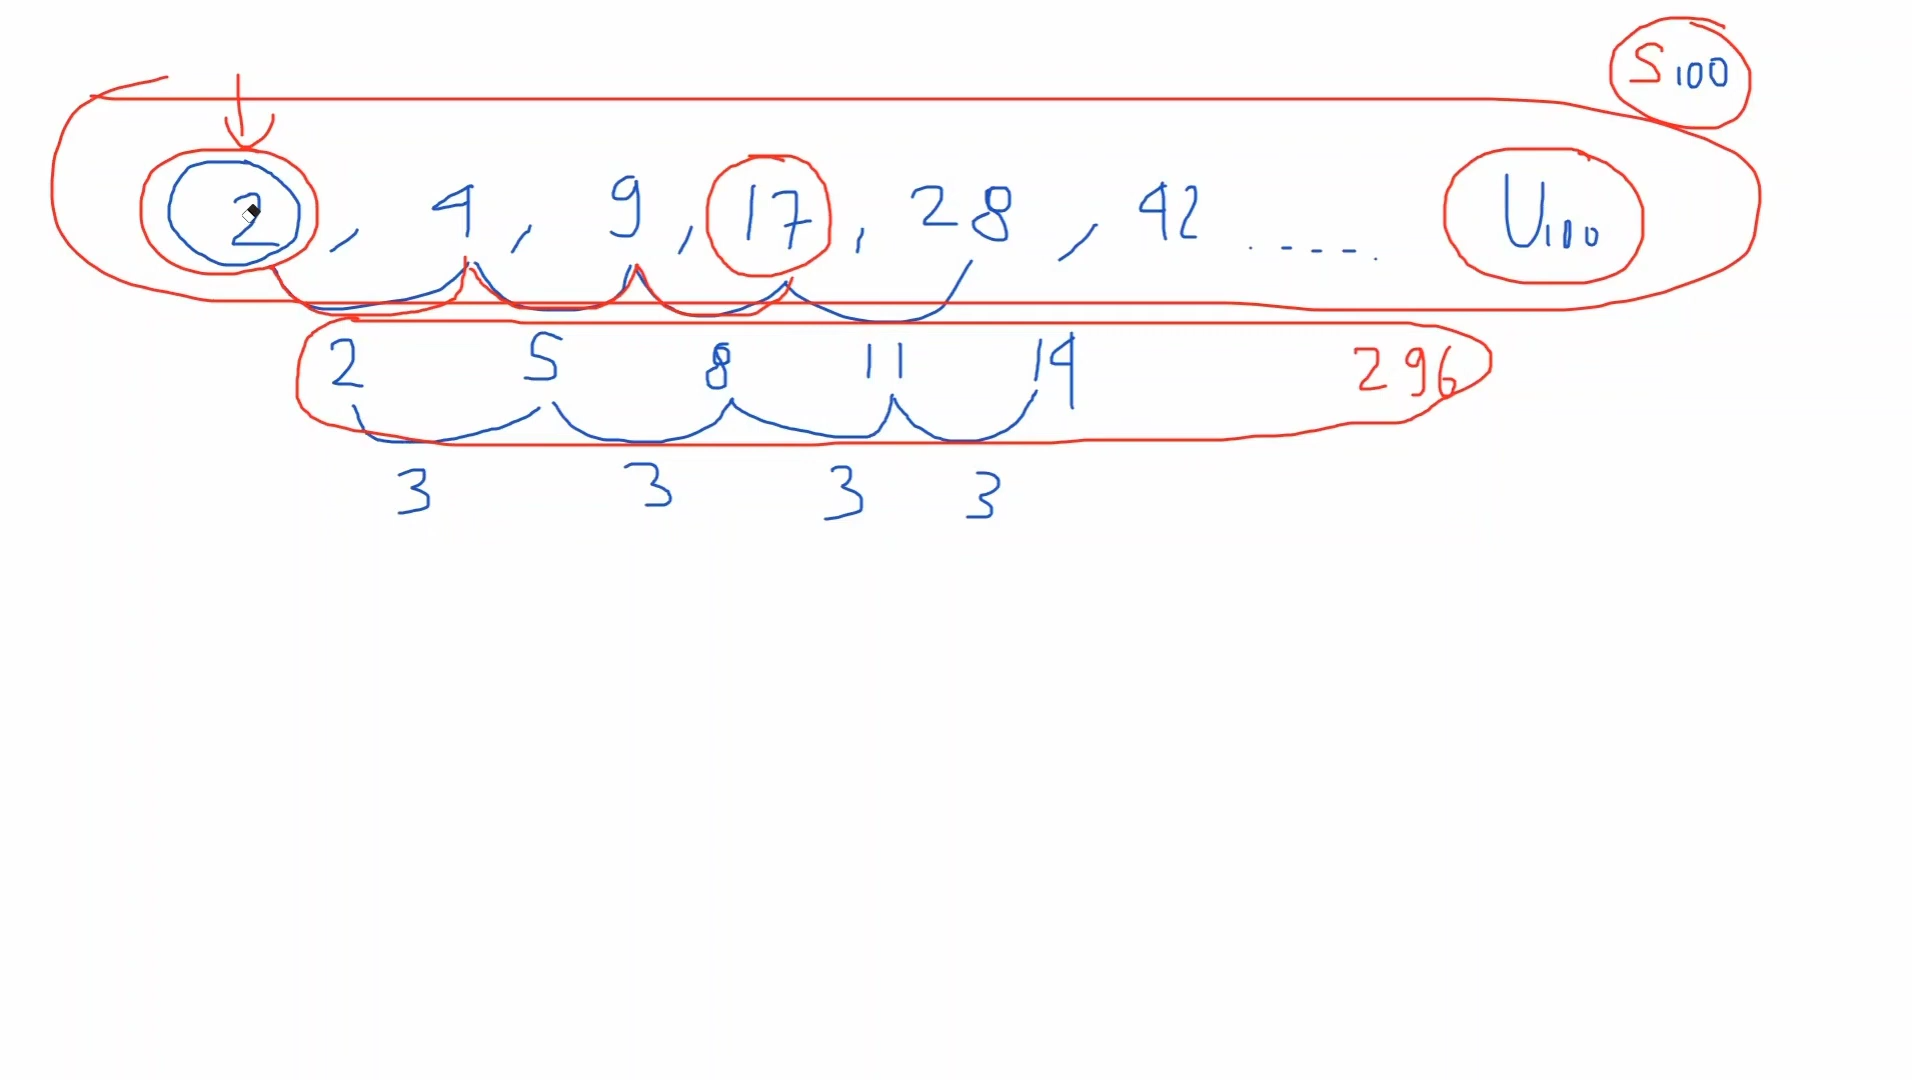 S100
2, 4, 9, 17, 28, 42 ..... U100
2 5 8 11 14 296
3 3 3 3